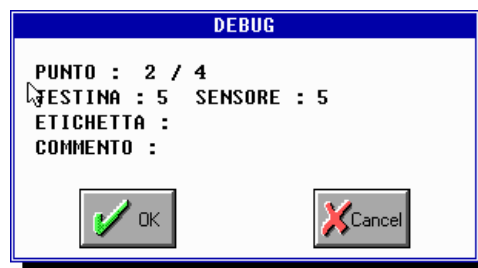 DEBUG
PUNTO : 2 / 4
TESTINA : 5 SENSORE : 5
ETICHETTA :
COMMENTO :
OK Cancel